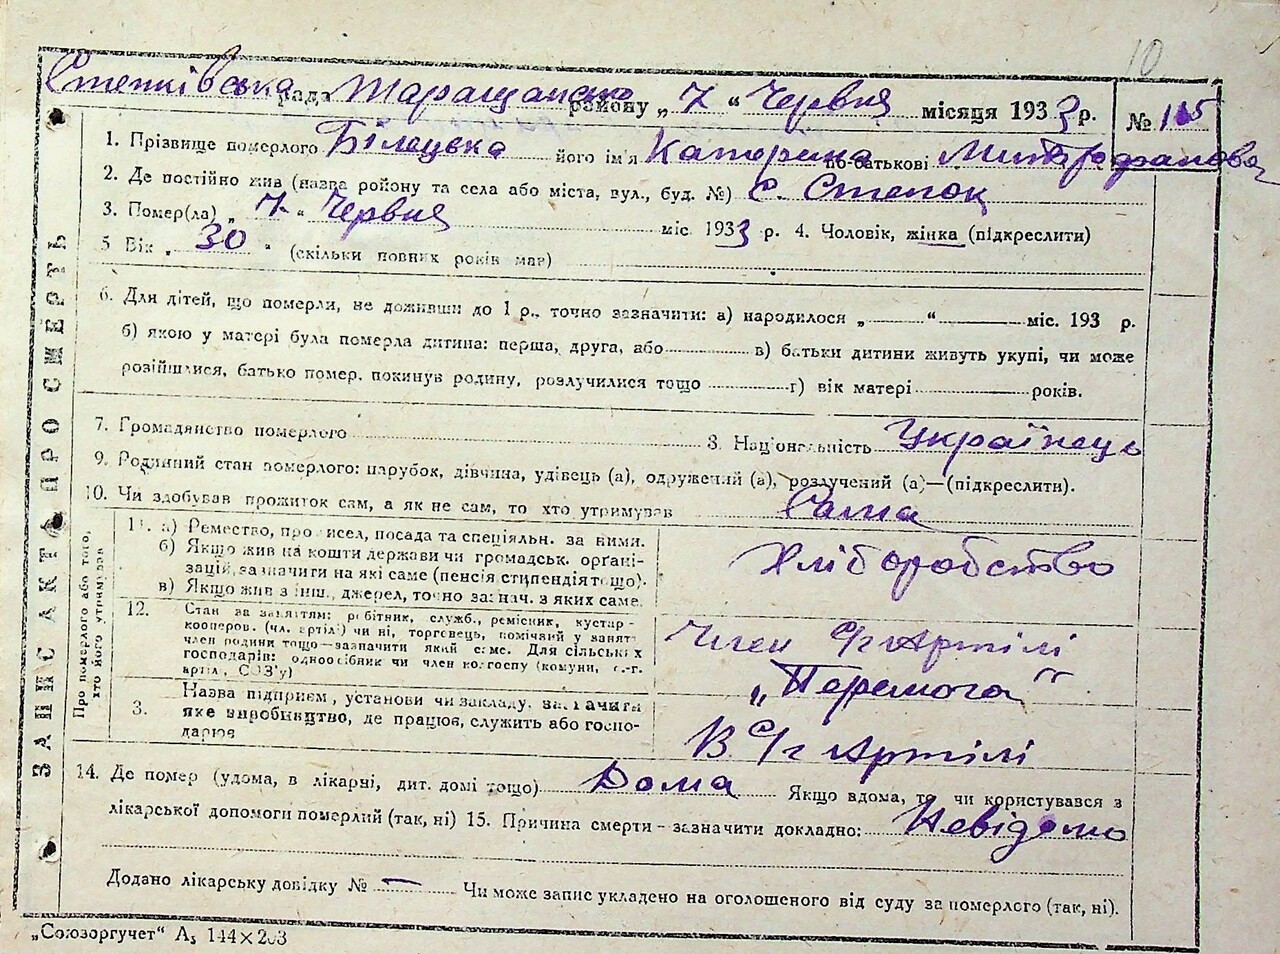 10
Степківська рада Таращансько району „7“ Червня місяця 1933 р. № 115
1. Прізвище померлого Білецька його ім'я Катерина по-батькові Митрофанова
2. Де постійно жив (назва району та села або міста, вул., буд. №) с. Степок
3. Помер(ла) „7“ Червня міс. 1933 р. 4. Чоловік, жінка (підкреслити)
5 Вік „30“ (скільки повних років мав)
6. Для дітей, що померли, не доживши до 1 р., точно зазначити: а) народилося „ “ міс. 193 р.
б) якою у матері була померла дитина: перша, друга, або в) батьки дитини живуть укупі, чи може
розійшлися, батько помер, покинув родину, розлучилися тощо г) вік матері років.
7. Громадянство померлого 8. Національність Українець
9. Родинний стан померлого: парубок, дівчина, удівець (а), одружений (а), розлучений (а)—(підкреслити).
10. Чи здобував прожиток сам, а як не сам, то хто утримував Сама
ЗАПИС АКТА ПРО СМЕРТЬ
Про померлого або того, хто його утримував
11. а) Ремество, промисел, посада та спеціяльн. за ними.
б) Якщо жив на кошти держави чи громадськ. організацій, зазначити на які саме (пенсія стипендія тощо).
в) Якщо жив з інш., джерел, точно зазнач. з яких саме.
Хліборобство
12. Стан за заняттям: робітник, служб., ремісник, кустар-
кооперов. (чл. артілі) чи ні, торговець, помічний у занят.
член родини тощо—зазначити який саме. Для сільських
господарів: одноосібник чи член колгоспу (комуни, с.-г.
артілі, СОЗ'у)
Член С/г Артілі
„Перемога“
3. Назва підприєм, установи чи закладу, зазначити
яке виробництво, де працює, служить або госпо-
дарює
В С/г Артілі
14. Де помер (удома, в лікарні, дит. домі тощо) Дома Якщо вдома, то чи користувався з
лікарської допомоги померлий (так, ні) 15. Причина смерти - зазначити докладно: Невідомо
Додано лікарську довідку № — Чи може запис укладено на оголошеного від суду за померлого (так, ні).
„Союзоргучет“ А₅ 144×203